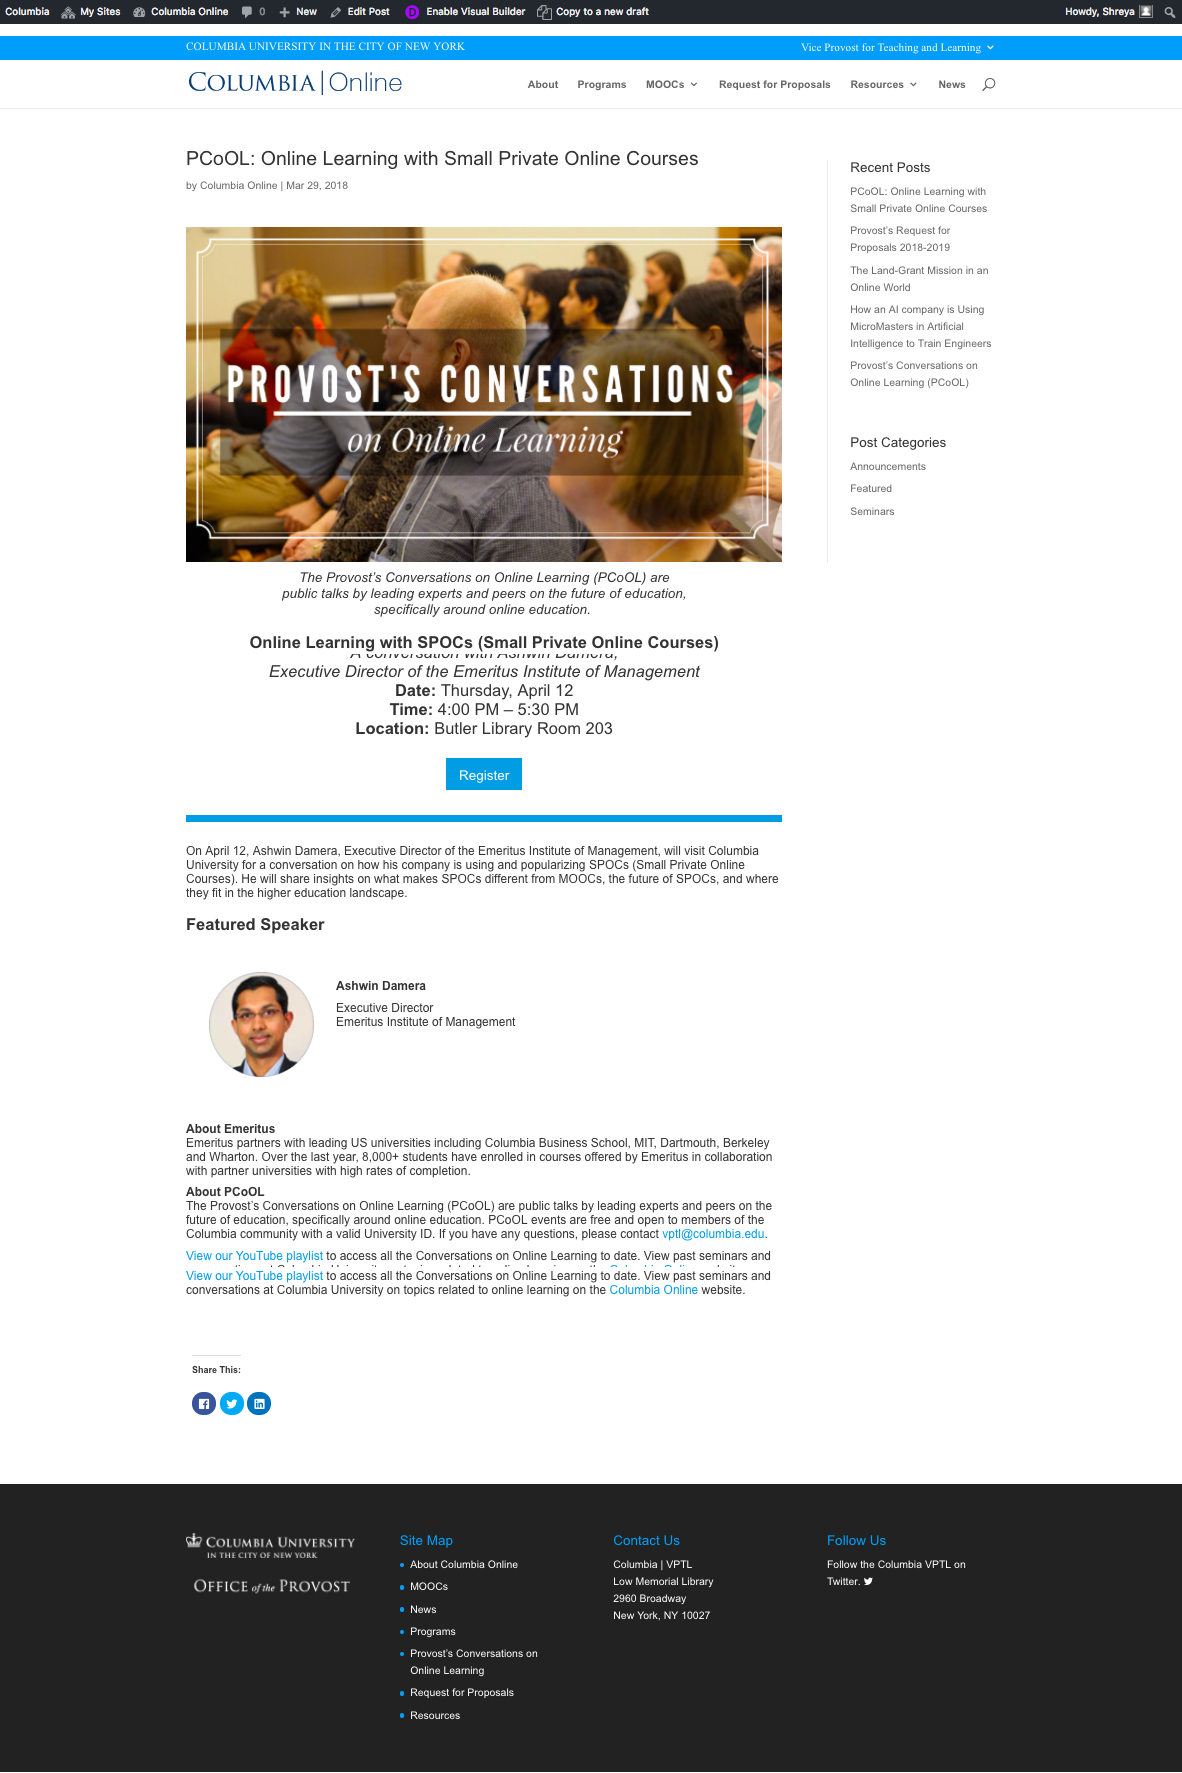 Columbia My Sites Columbia Online 0 New Edit Post Enable Visual Builder Copy to a new draft Howdy, Shreya
COLUMBIA UNIVERSITY IN THE CITY OF NEW YORK Vice Provost for Teaching and Learning
COLUMBIA|Online About Programs MOOCs Request for Proposals Resources News
PCoOL: Online Learning with Small Private Online Courses
by Columbia Online | Mar 29, 2018
PROVOST'S CONVERSATIONS
on Online Learning
The Provost's Conversations on Online Learning (PCoOL) are
public talks by leading experts and peers on the future of education,
specifically around online education.
Online Learning with SPOCs (Small Private Online Courses)
A conversation with Ashwin Damera,
Executive Director of the Emeritus Institute of Management
Date: Thursday, April 12
Time: 4:00 PM – 5:30 PM
Location: Butler Library Room 203
Register
On April 12, Ashwin Damera, Executive Director of the Emeritus Institute of Management, will visit Columbia
University for a conversation on how his company is using and popularizing SPOCs (Small Private Online
Courses). He will share insights on what makes SPOCs different from MOOCs, the future of SPOCs, and where
they fit in the higher education landscape.
Featured Speaker
Ashwin Damera
Executive Director
Emeritus Institute of Management
About Emeritus
Emeritus partners with leading US universities including Columbia Business School, MIT, Dartmouth, Berkeley
and Wharton. Over the last year, 8,000+ students have enrolled in courses offered by Emeritus in collaboration
with partner universities with high rates of completion.
About PCoOL
The Provost's Conversations on Online Learning (PCoOL) are public talks by leading experts and peers on the
future of education, specifically around online education. PCoOL events are free and open to members of the
Columbia community with a valid University ID. If you have any questions, please contact vptl@columbia.edu.
View our YouTube playlist to access all the Conversations on Online Learning to date. View past seminars and
View our YouTube playlist to access all the Conversations on Online Learning to date. View past seminars and
conversations at Columbia University on topics related to online learning on the Columbia Online website.
Share This:
Recent Posts
PCoOL: Online Learning with
Small Private Online Courses
Provost's Request for
Proposals 2018-2019
The Land-Grant Mission in an
Online World
How an AI company is Using
MicroMasters in Artificial
Intelligence to Train Engineers
Provost's Conversations on
Online Learning (PCoOL)
Post Categories
Announcements
Featured
Seminars
COLUMBIA UNIVERSITY
IN THE CITY OF NEW YORK
OFFICE of the PROVOST
Site Map
About Columbia Online
MOOCs
News
Programs
Provost's Conversations on
Online Learning
Request for Proposals
Resources
Contact Us
Columbia | VPTL
Low Memorial Library
2960 Broadway
New York, NY 10027
Follow Us
Follow the Columbia VPTL on
Twitter.